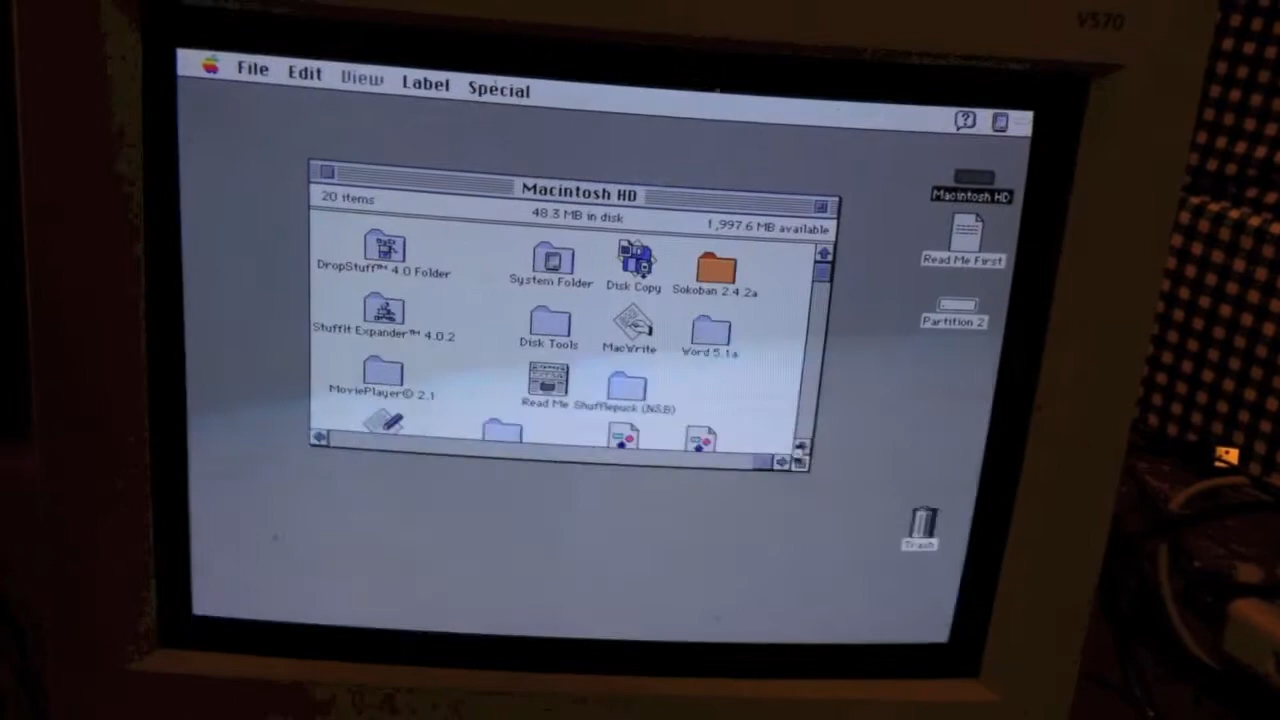 V570
File Edit View Label Special
Macintosh HD
20 items 48.3 MB in disk 1,997.6 MB available
DropStuff™ 4.0 Folder System Folder Disk Copy Sokoban 2.4.2a
StuffIt Expander™ 4.0.2 Disk Tools MacWrite Word 5.1a
MoviePlayer© 2.1 Read Me Shufflepuck (NSB)
Macintosh HD
Read Me First
Partition 2
Trash